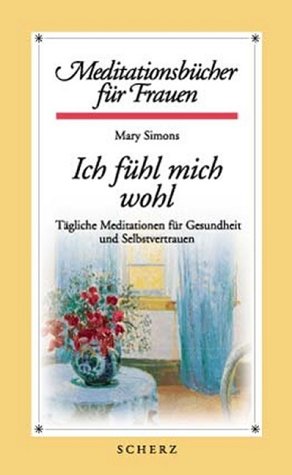 Meditationsbücher
für Frauen
Mary Simons
Ich fühl mich
wohl
Tägliche Meditationen für Gesundheit
und Selbstvertrauen
SCHERZ